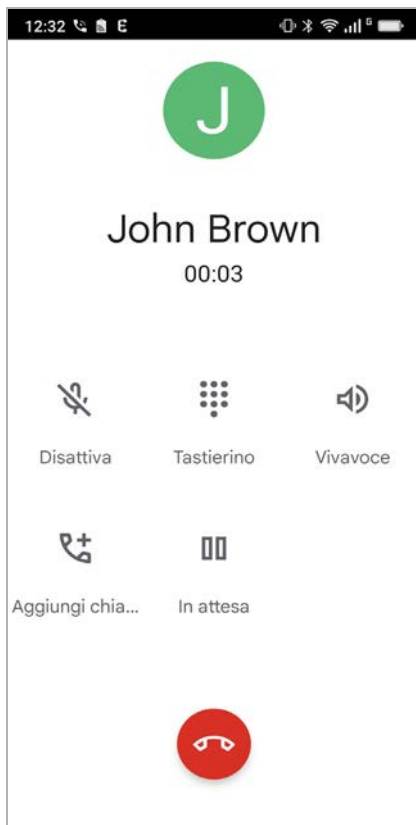 12:32
J
John Brown
00:03
Disattiva Tastierino Vivavoce
Aggiungi chia... In attesa